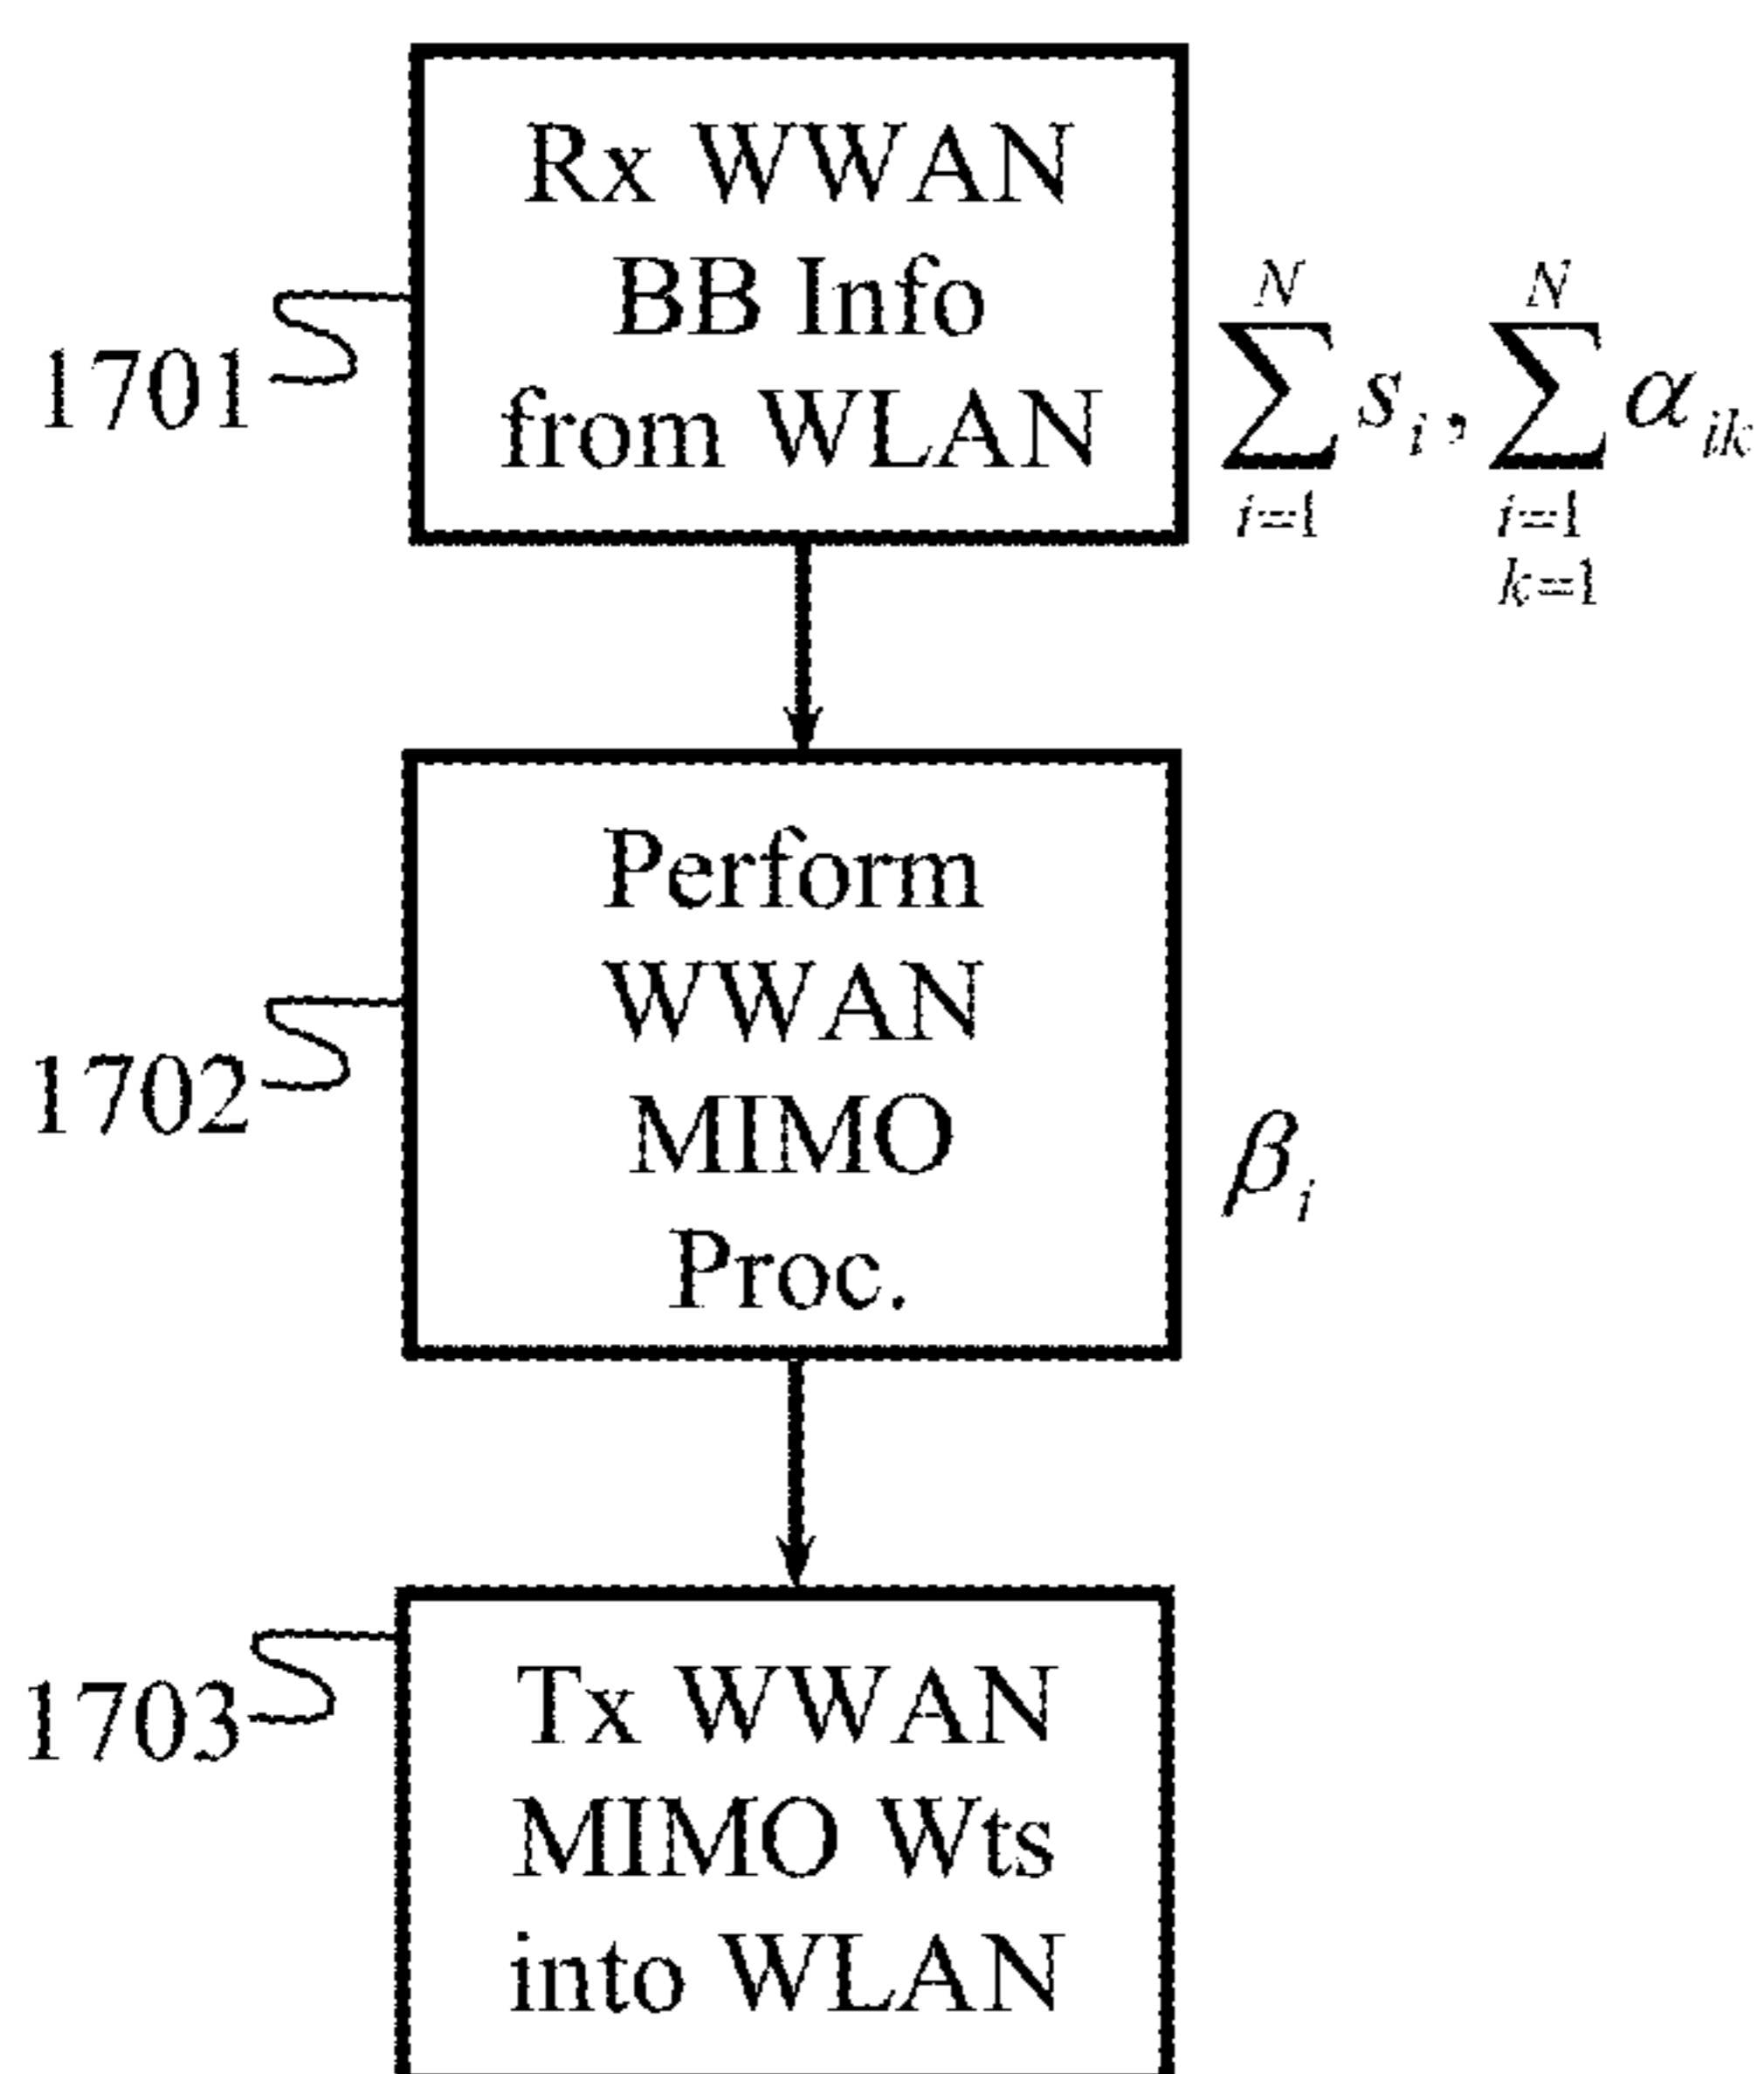 Rx WWAN
BB Info
from WLAN
1701
N N
∑ s_i, ∑ α_ik
i=1 i=1
k=1
Perform
WWAN
MIMO
Proc.
1702
β_i
Tx WWAN
MIMO Wts
into WLAN
1703